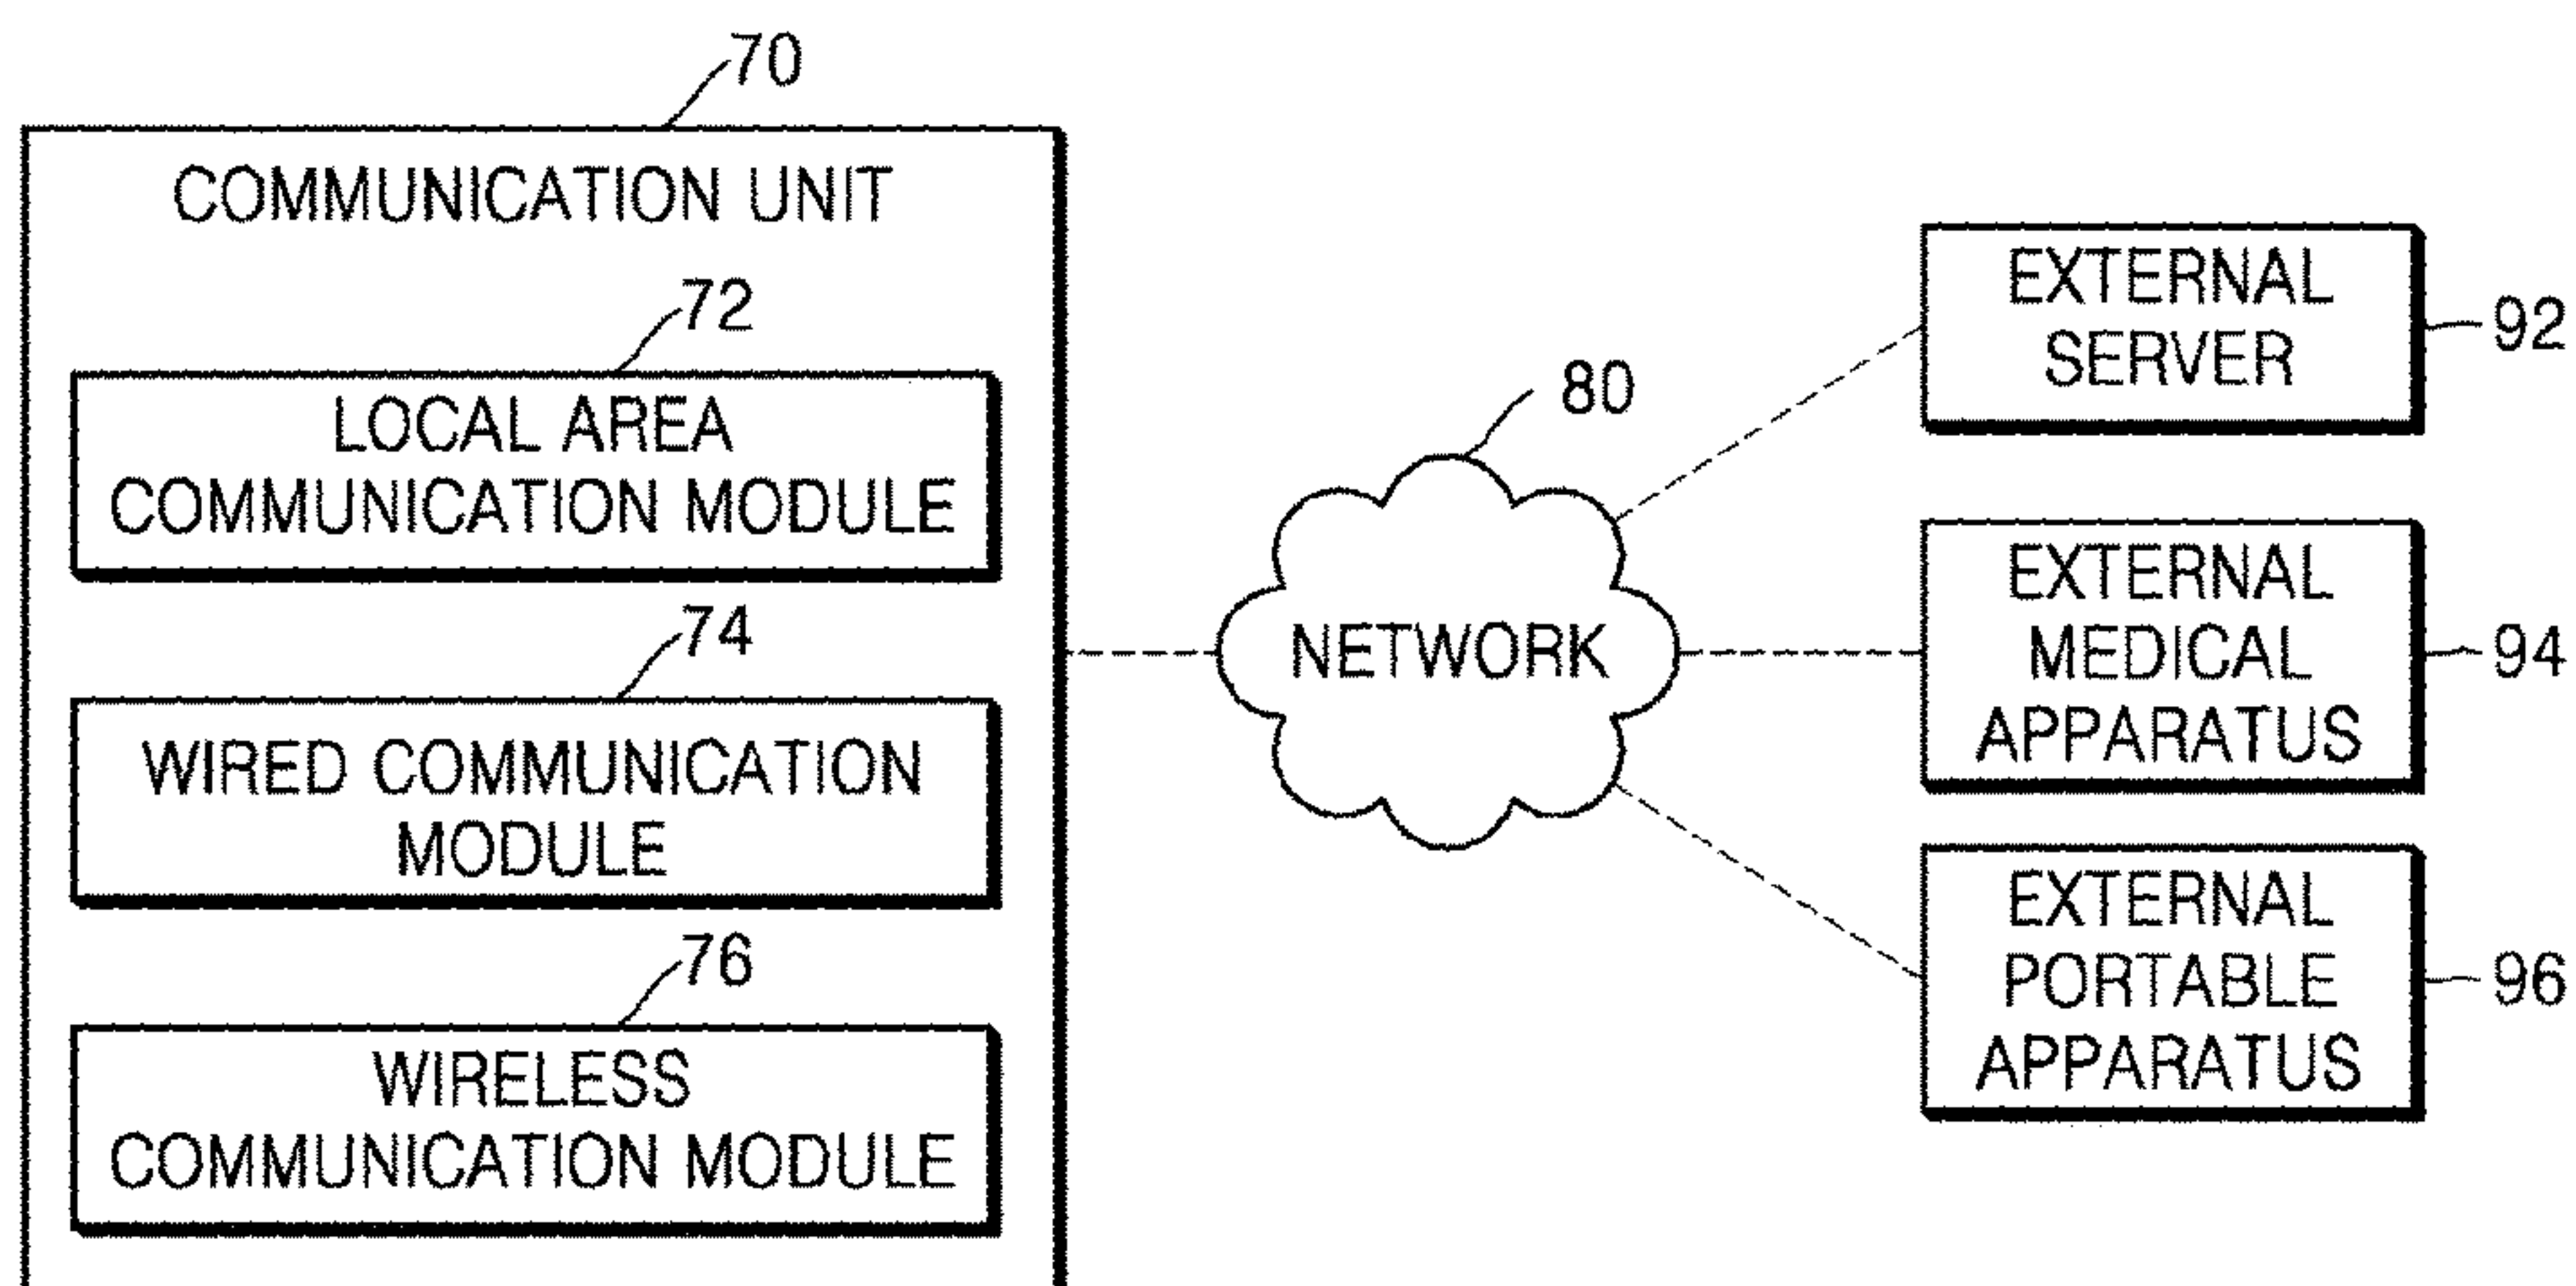 70
COMMUNICATION UNIT
72
LOCAL AREA
COMMUNICATION MODULE
74
WIRED COMMUNICATION
MODULE
76
WIRELESS
COMMUNICATION MODULE
80
NETWORK
EXTERNAL
SERVER
92
EXTERNAL
MEDICAL
APPARATUS
94
EXTERNAL
PORTABLE
APPARATUS
96